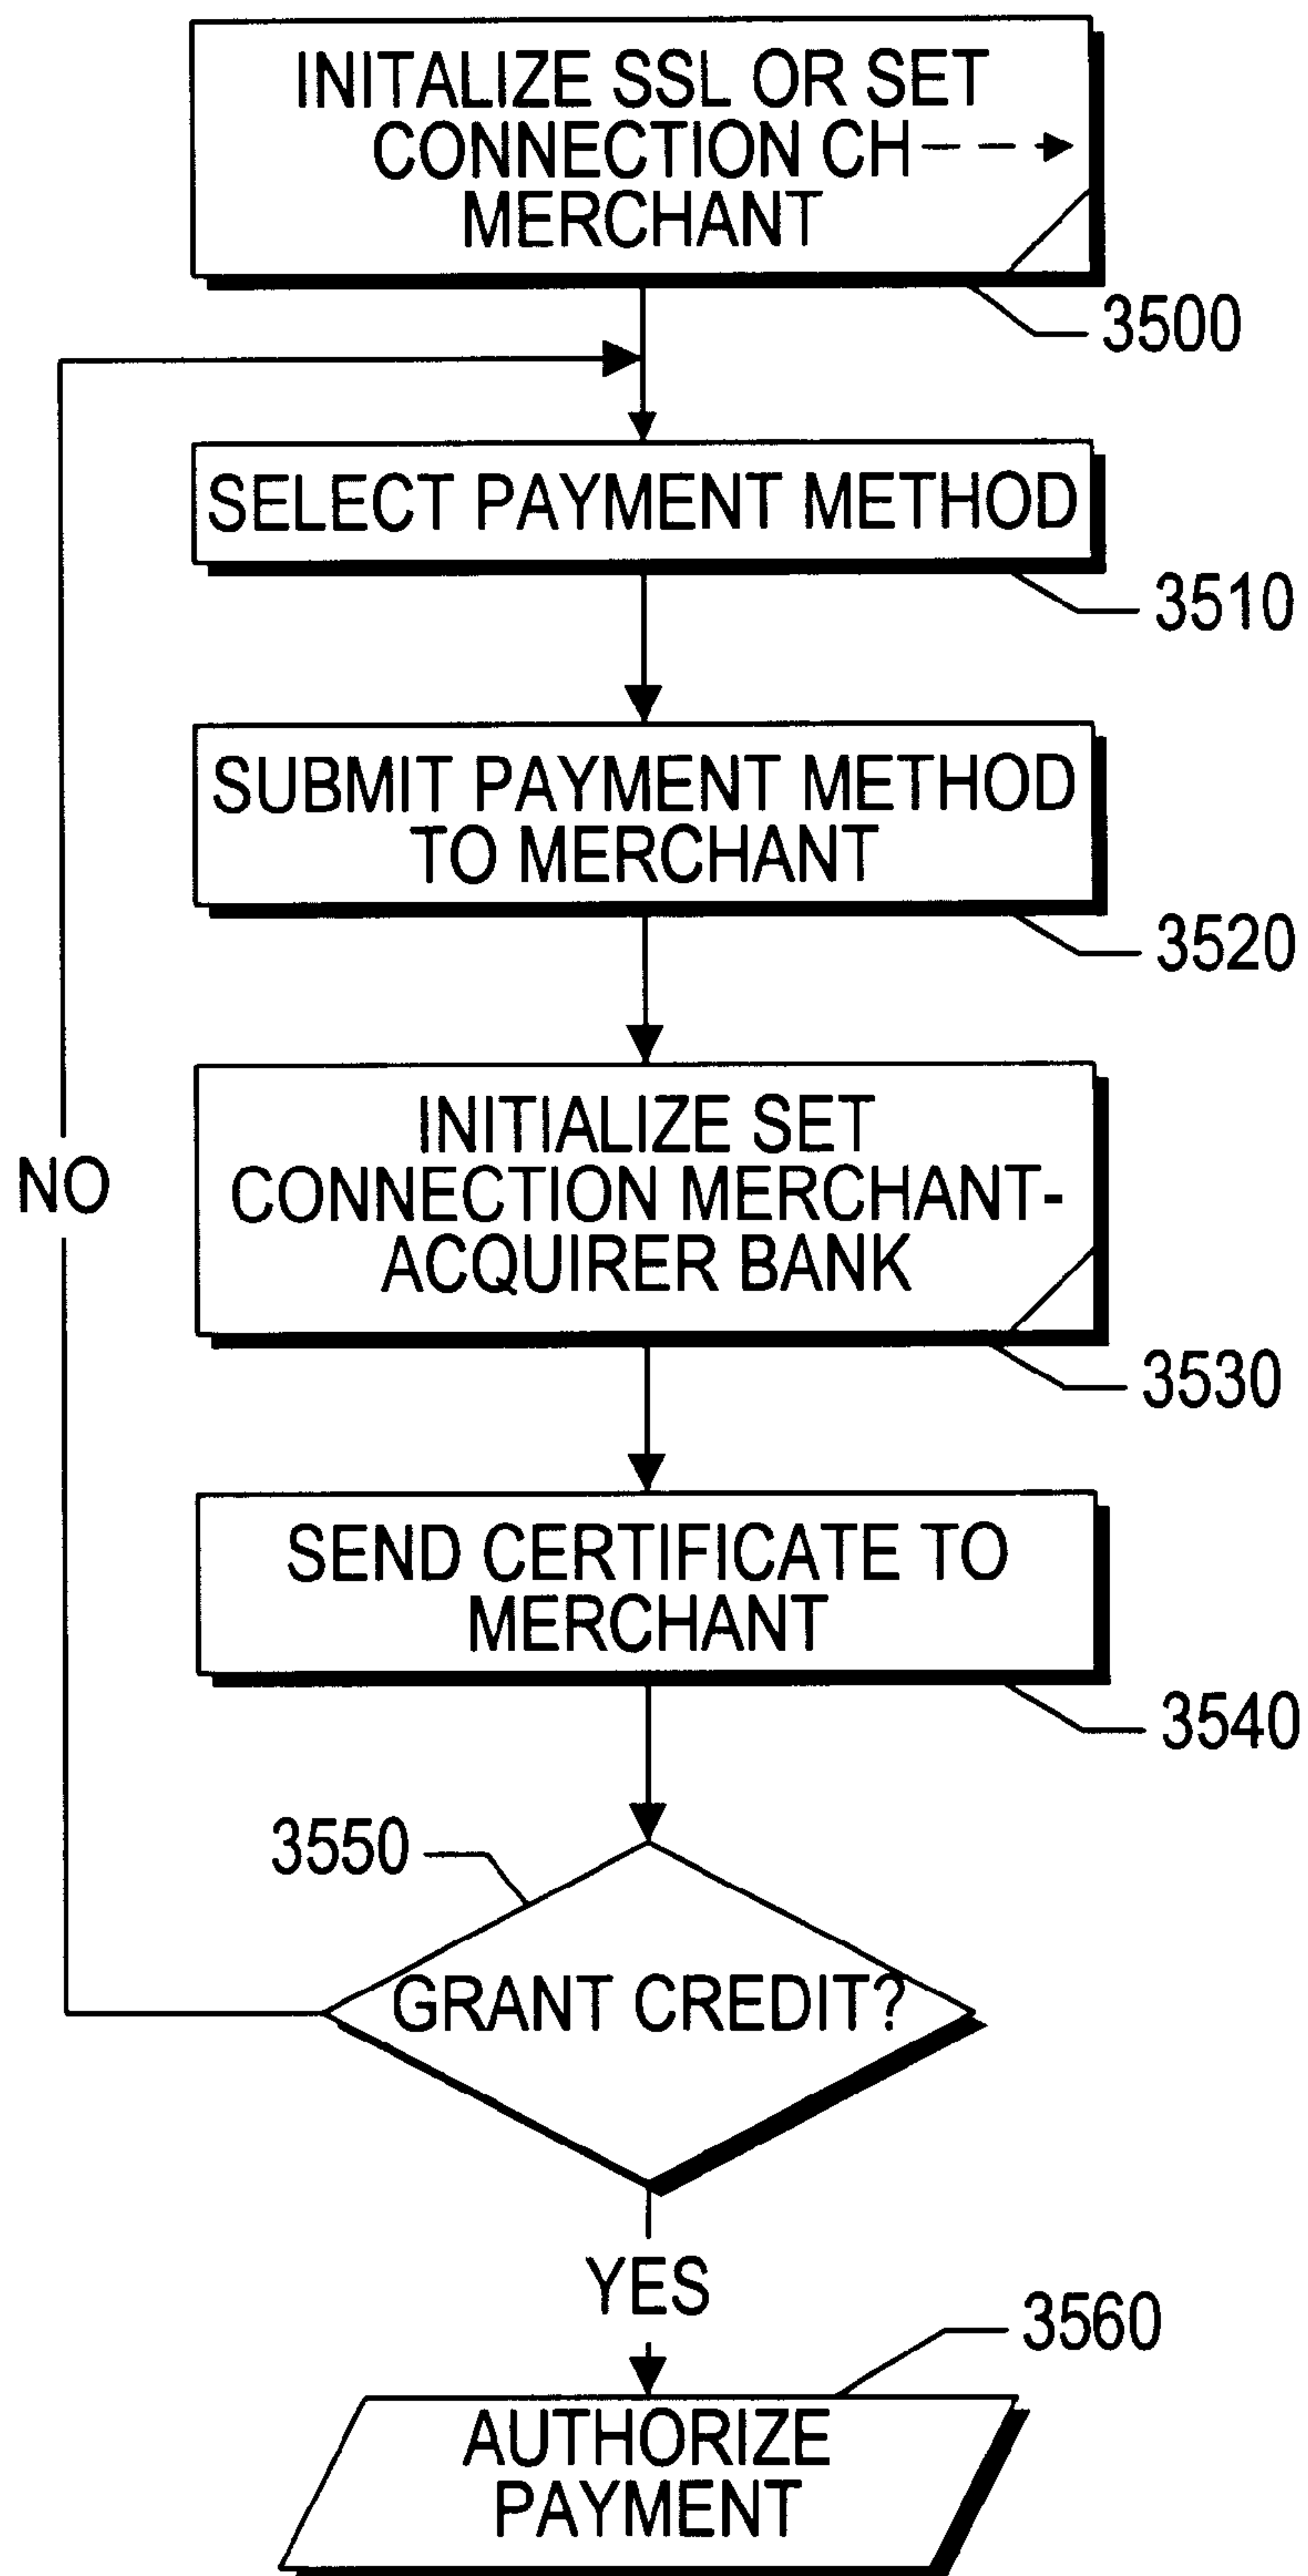 INITALIZE SSL OR SET
CONNECTION CH
MERCHANT
3500
SELECT PAYMENT METHOD
3510
SUBMIT PAYMENT METHOD
TO MERCHANT
3520
NO
INITIALIZE SET
CONNECTION MERCHANT-
ACQUIRER BANK
3530
SEND CERTIFICATE TO
MERCHANT
3540
3550
GRANT CREDIT?
YES
3560
AUTHORIZE
PAYMENT